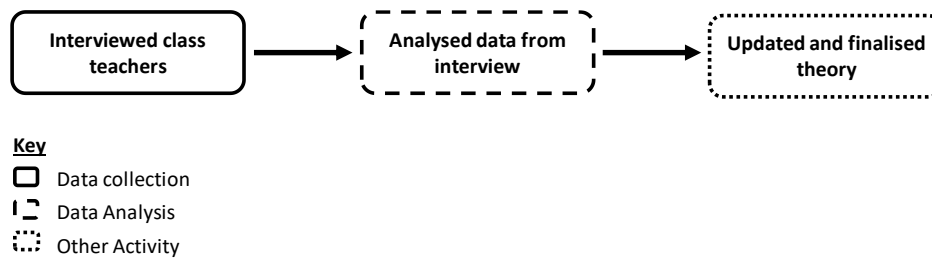 Interviewed class
teachers
Analysed data from
interview
Updated and finalised
theory
Key
Data collection
Data Analysis
Other Activity